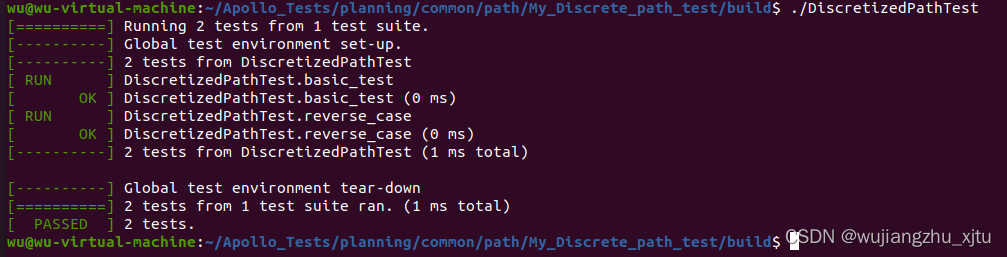 wu@wu-virtual-machine:~/Apollo_Tests/planning/common/path/My_Discrete_path_test/build$ ./DiscretizedPathTest
[==========] Running 2 tests from 1 test suite.
[----------] Global test environment set-up.
[----------] 2 tests from DiscretizedPathTest
[ RUN      ] DiscretizedPathTest.basic_test
[       OK ] DiscretizedPathTest.basic_test (0 ms)
[ RUN      ] DiscretizedPathTest.reverse_case
[       OK ] DiscretizedPathTest.reverse_case (0 ms)
[----------] 2 tests from DiscretizedPathTest (1 ms total)
[----------] Global test environment tear-down
[==========] 2 tests from 1 test suite ran. (1 ms total)
[  PASSED  ] 2 tests.
wu@wu-virtual-machine:~/Apollo_Tests/planning/common/path/My_Discrete_path_test/build$
CSDN @wujiangzhu_xjtu